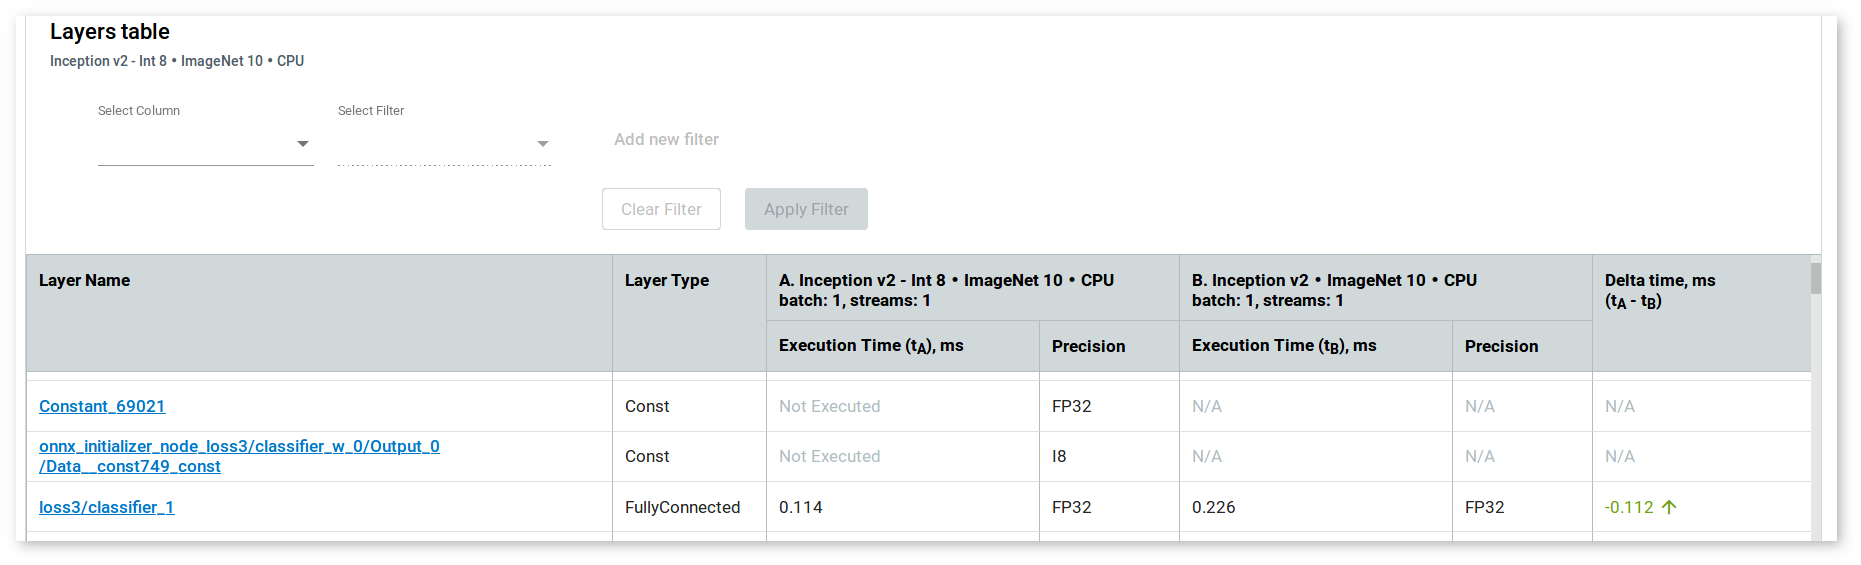 Layers table
Inception v2 - Int 8 • ImageNet 10 • CPU
Select Column
Select Filter
Add new filter
Clear Filter
Apply Filter
Layer Name
Layer Type
A. Inception v2 - Int 8 • ImageNet 10 • CPU
batch: 1, streams: 1
B. Inception v2 • ImageNet 10 • CPU
batch: 1, streams: 1
Delta time, ms
(tA - tB)
Execution Time (tA), ms
Precision
Execution Time (tB), ms
Precision
Constant_69021
Const
Not Executed
FP32
N/A
N/A
N/A
onnx_initializer_node_loss3/classifier_w_0/Output_0
/Data__const749_const
Const
Not Executed
I8
N/A
N/A
N/A
loss3/classifier_1
FullyConnected
0.114
FP32
0.226
FP32
-0.112 ↑